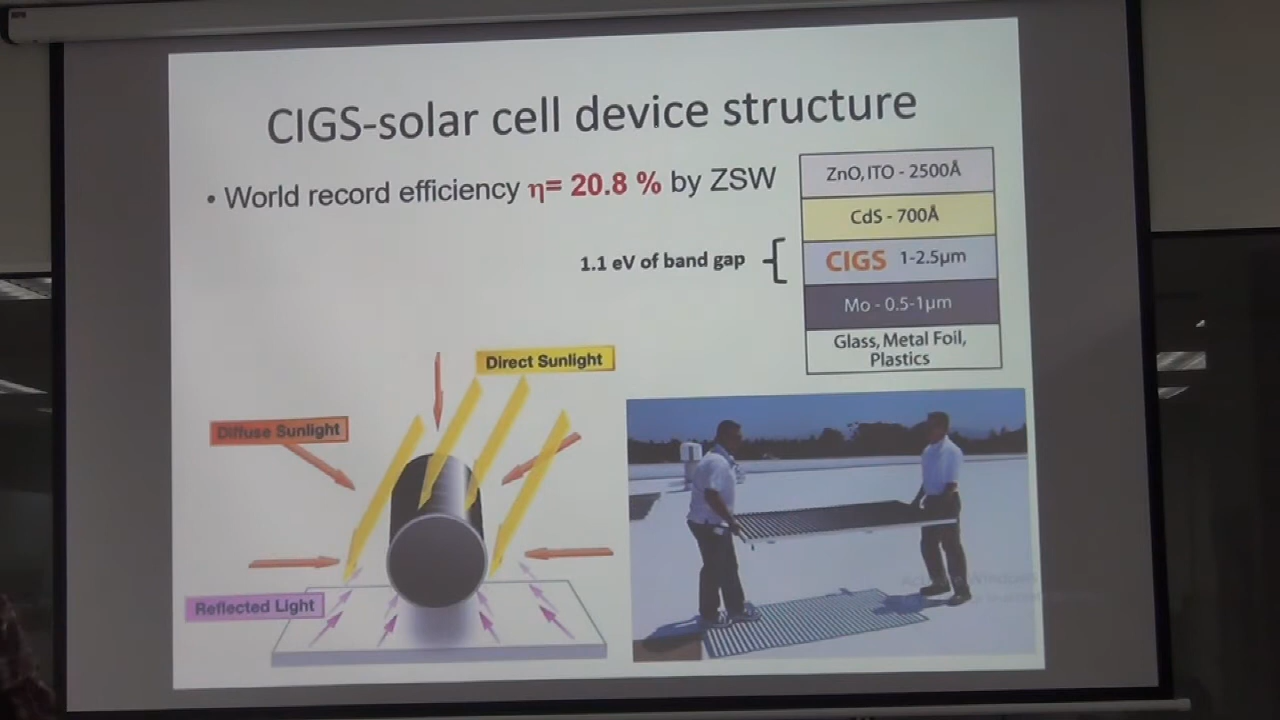 CIGS-solar cell device structure
• World record efficiency η= 20.8 % by ZSW
ZnO, ITO - 2500Å
CdS - 700Å
1.1 eV of band gap
CIGS 1-2.5µm
Mo - 0.5-1µm
Glass, Metal Foil,
Plastics
Direct Sunlight
Diffuse Sunlight
Reflected Light